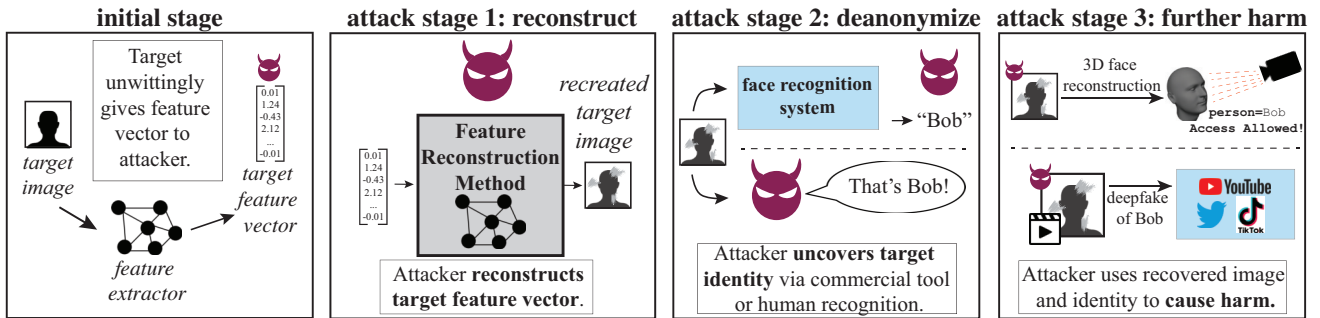 initial stage
Target
unwittingly
gives feature
vector to
attacker.
0.01
1.24
-0.43
2.12
...
-0.01
target
image
target
feature
vector
feature
extractor
attack stage 1: reconstruct
recreated
target
image
0.01
1.24
-0.43
2.12
...
-0.01
Feature
Reconstruction
Method
Attacker reconstructs
target feature vector.
attack stage 2: deanonymize
face recognition
system
“Bob”
That’s Bob!
Attacker uncovers target
identity via commercial tool
or human recognition.
attack stage 3: further harm
3D face
reconstruction
person=Bob
Access Allowed!
deepfake
of Bob
YouTube
TikTok
Attacker uses recovered image
and identity to cause harm.